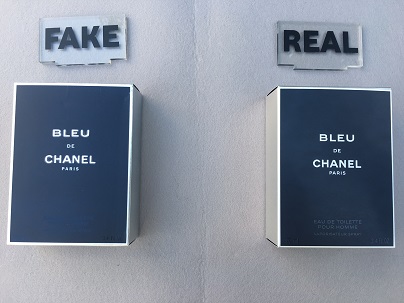 FAKE
REAL
BLEU
DE
CHANEL
PARIS
BLEU
DE
CHANEL
PARIS
EAU DE TOILETTE
POUR HOMME